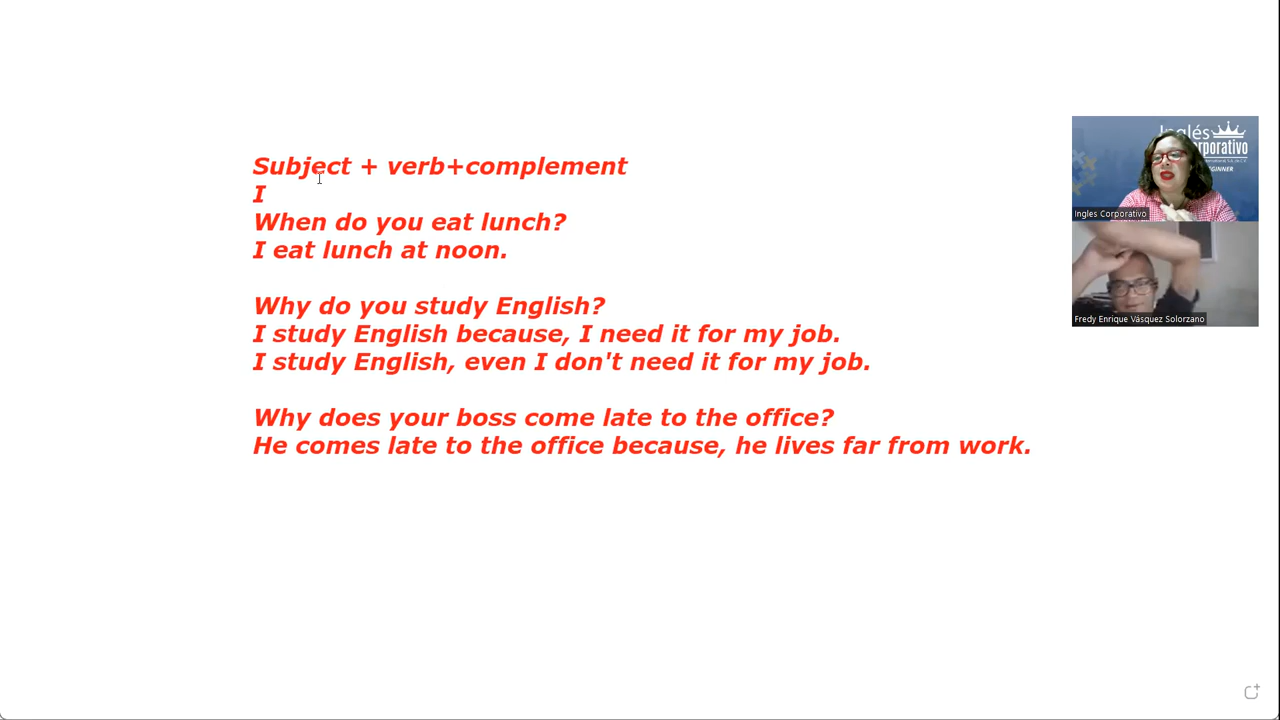 Subject + verb+complement
I
When do you eat lunch?
I eat lunch at noon.
Why do you study English?
I study English because, I need it for my job.
I study English, even I don't need it for my job.
Why does your boss come late to the office?
He comes late to the office because, he lives far from work.
Inglés
Ingles Corporativo
Fredy Enrique Vásquez Solorzano